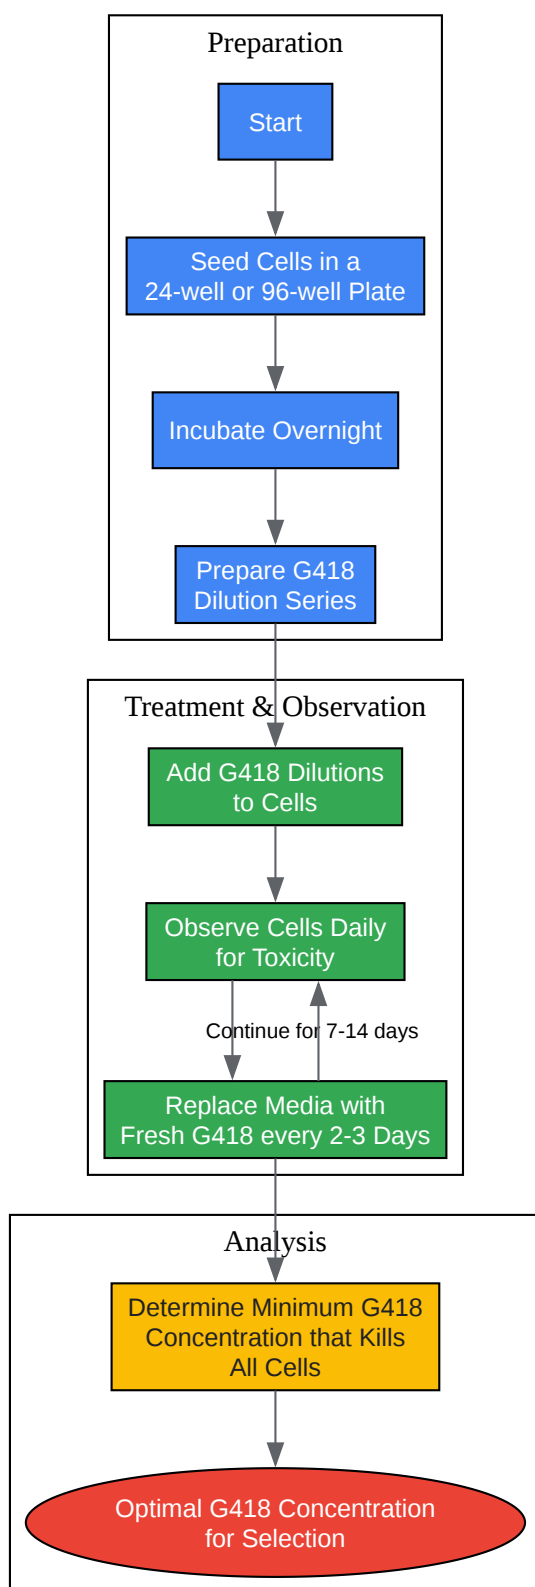 Preparation
Start
Seed Cells in a
24-well or 96-well Plate
Incubate Overnight
Prepare G418
Dilution Series
Treatment & Observation
Add G418 Dilutions
to Cells
Observe Cells Daily
for Toxicity
Continue for 7-14 days
Replace Media with
Fresh G418 every 2-3 Days
Analysis
Determine Minimum G418
Concentration that Kills
All Cells
Optimal G418 Concentration
for Selection